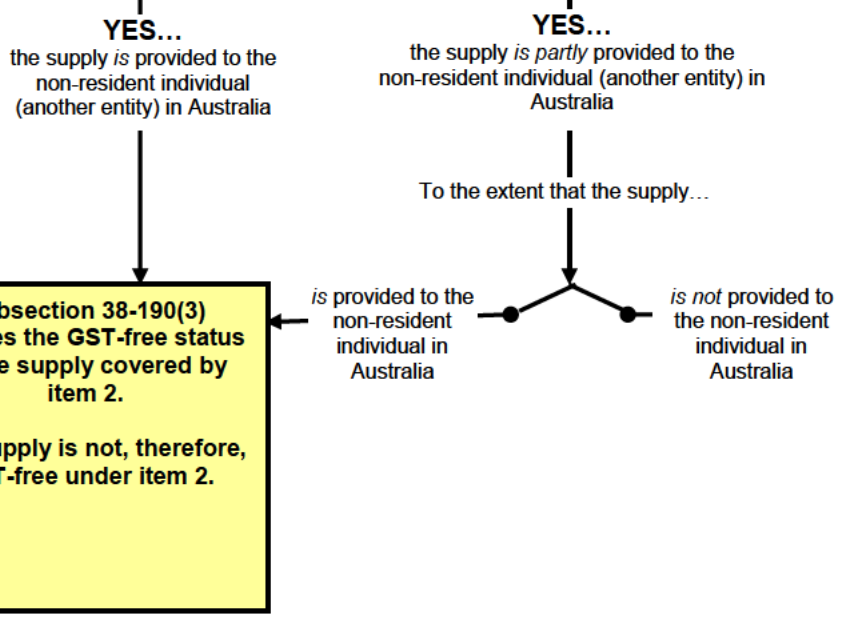 YES…
the supply is provided to the
non-resident individual
(another entity) in Australia
YES…
the supply is partly provided to the
non-resident individual (another entity) in
Australia
To the extent that the supply…
is provided to the
non-resident
individual in
Australia
is not provided to
the non-resident
individual in
Australia
bsection 38-190(3)
es the GST-free status
e supply covered by
item 2.
upply is not, therefore,
T-free under item 2.